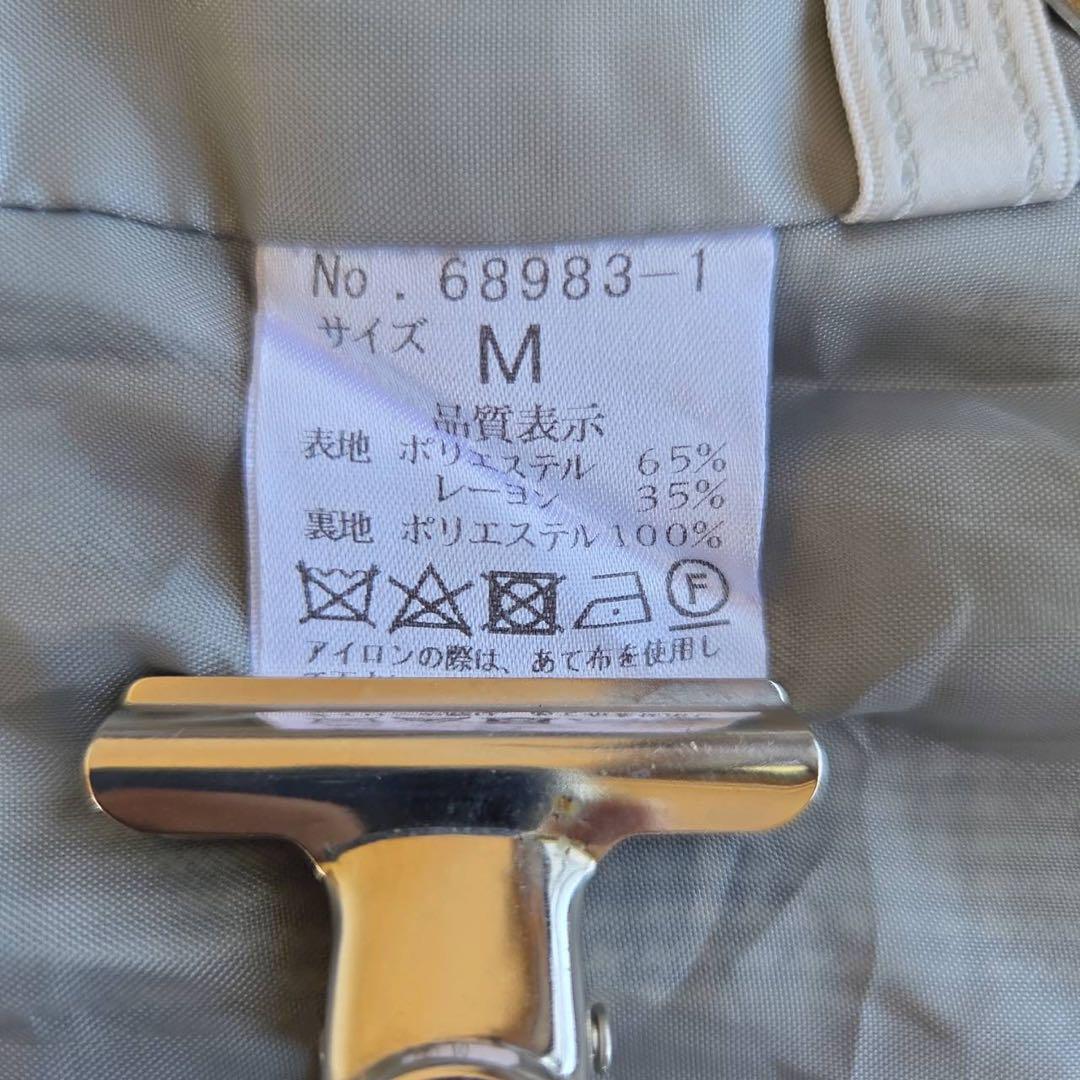 No. 68983-1
サイズ M
品質表示
表地 ポリエステル 65%
レーヨン 35%
裏地 ポリエステル 100%
F
アイロンの際は、あて布を使用し